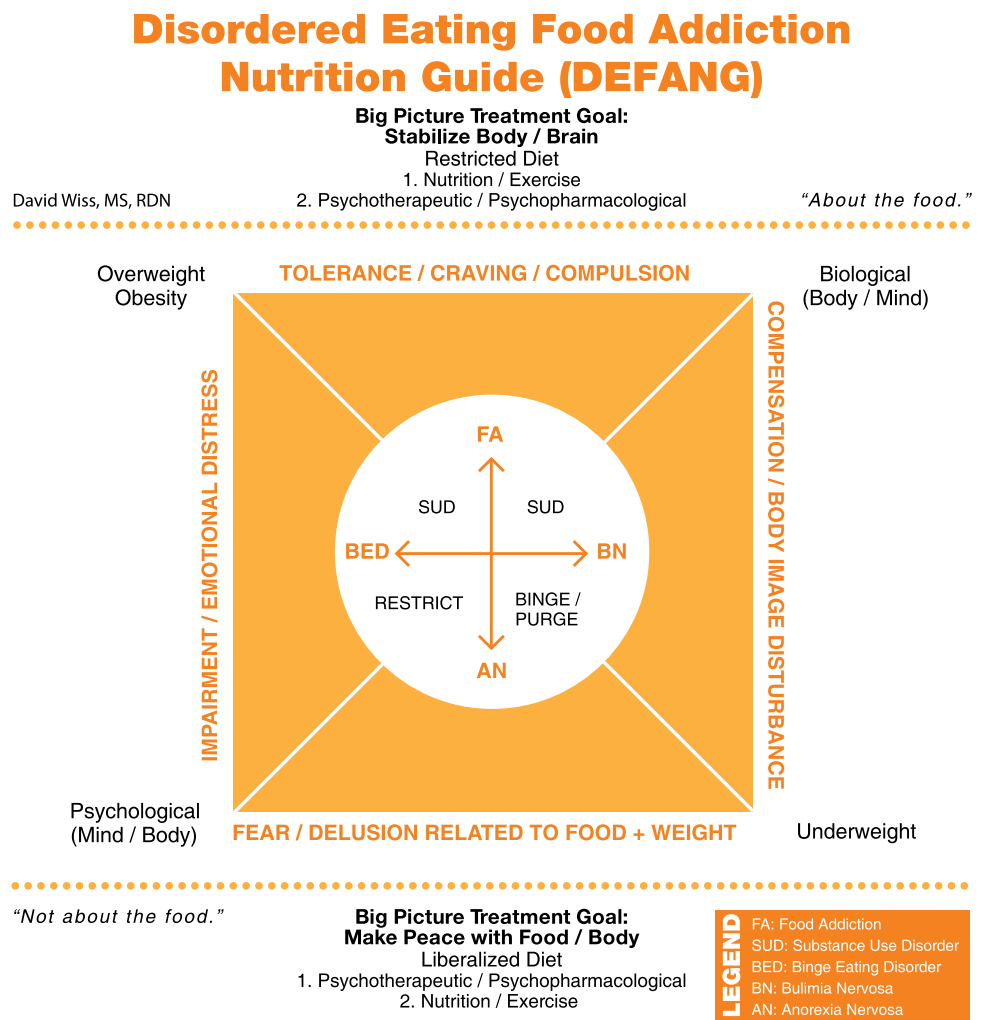 Disordered Eating Food Addiction
Nutrition Guide (DEFANG)
Big Picture Treatment Goal:
Stabilize Body / Brain
Restricted Diet
1. Nutrition / Exercise
2. Psychotherapeutic / Psychopharmacological
David Wiss, MS, RDN
“About the food.”
Overweight
Obesity
TOLERANCE / CRAVING / COMPULSION
Biological
(Body / Mind)
IMPAIRMENT / EMOTIONAL DISTRESS
COMPENSATION / BODY IMAGE DISTURBANCE
FA
SUD
SUD
BED
BN
RESTRICT
BINGE /
PURGE
AN
Psychological
(Mind / Body)
FEAR / DELUSION RELATED TO FOOD + WEIGHT
Underweight
“Not about the food.”
Big Picture Treatment Goal:
Make Peace with Food / Body
Liberalized Diet
1. Psychotherapeutic / Psychopharmacological
2. Nutrition / Exercise
LEGEND
FA: Food Addiction
SUD: Substance Use Disorder
BED: Binge Eating Disorder
BN: Bulimia Nervosa
AN: Anorexia Nervosa